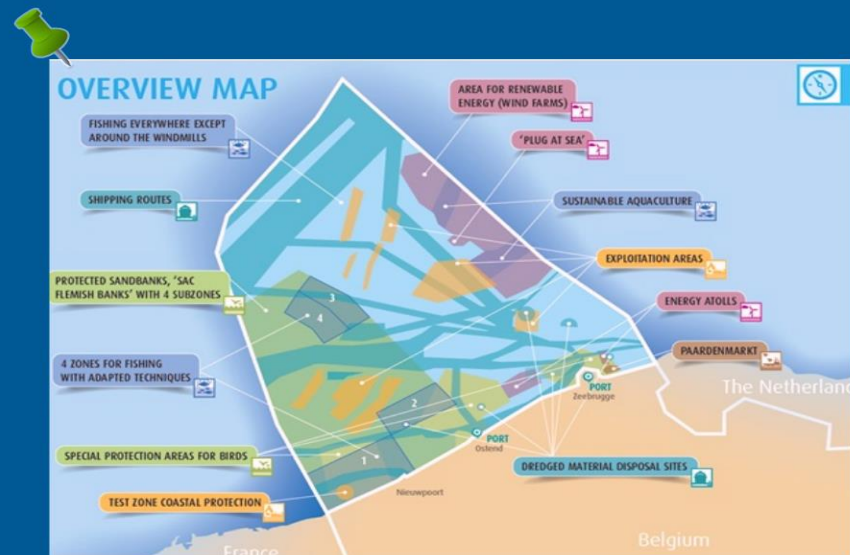 OVERVIEW MAP
AREA FOR RENEWABLE
ENERGY (WIND FARMS)
FISHING EVERYWHERE EXCEPT
AROUND THE WINDMILLS
'PLUG AT SEA'
SHIPPING ROUTES
SUSTAINABLE AQUACULTURE
EXPLOITATION AREAS
PROTECTED SANDBANKS, 'SAC
FLEMISH BANKS' WITH 4 SUBZONES
3
4
ENERGY ATOLLS
PAARDENMARKT
4 ZONES FOR FISHING
WITH ADAPTED TECHNIQUES
The Netherlan
PORT
Zeebrugge
2
PORT
Ostend
SPECIAL PROTECTION AREAS FOR BIRDS
1
DREDGED MATERIAL DISPOSAL SITES
Nieuwpoort
TEST ZONE COASTAL PROTECTION
Belgium
France